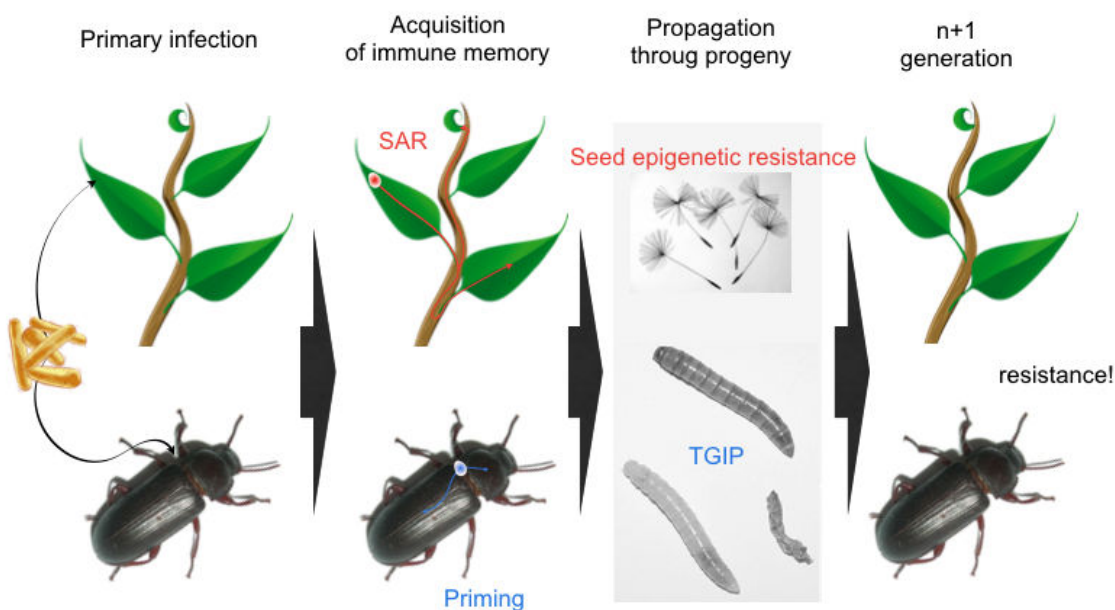 Primary infection
Acquisition
of immune memory
Propagation
throug progeny
n+1
generation
SAR
Seed epigenetic resistance
resistance!
TGIP
Priming